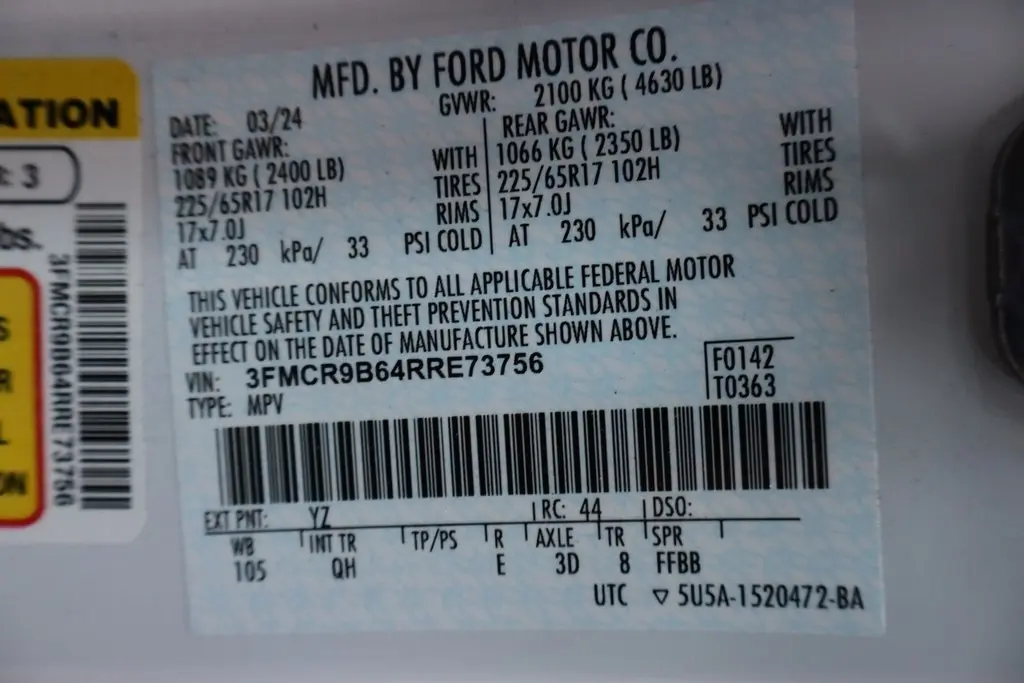 ATION
: 3
bs.
3FMCR9B64RRE73756
S
R
L
ON
MFD. BY FORD MOTOR CO.
DATE: 03/24 GVWR: 2100 KG ( 4630 LB)
FRONT GAWR: REAR GAWR:
1089 KG ( 2400 LB) WITH 1066 KG ( 2350 LB) WITH
225/65R17 102H TIRES 225/65R17 102H TIRES
17x7.0J RIMS 17x7.0J RIMS
AT 230 kPa/ 33 PSI COLD AT 230 kPa/ 33 PSI COLD
THIS VEHICLE CONFORMS TO ALL APPLICABLE FEDERAL MOTOR
VEHICLE SAFETY AND THEFT PREVENTION STANDARDS IN
EFFECT ON THE DATE OF MANUFACTURE SHOWN ABOVE.
VIN: 3FMCR9B64RRE73756
TYPE: MPV
F0142
T0363
EXT PNT: YZ RC: 44 DSO:
WB INT TR TP/PS R AXLE TR SPR
105 QH E 3D 8 FFBB
UTC ▽ 5U5A-1520472-BA